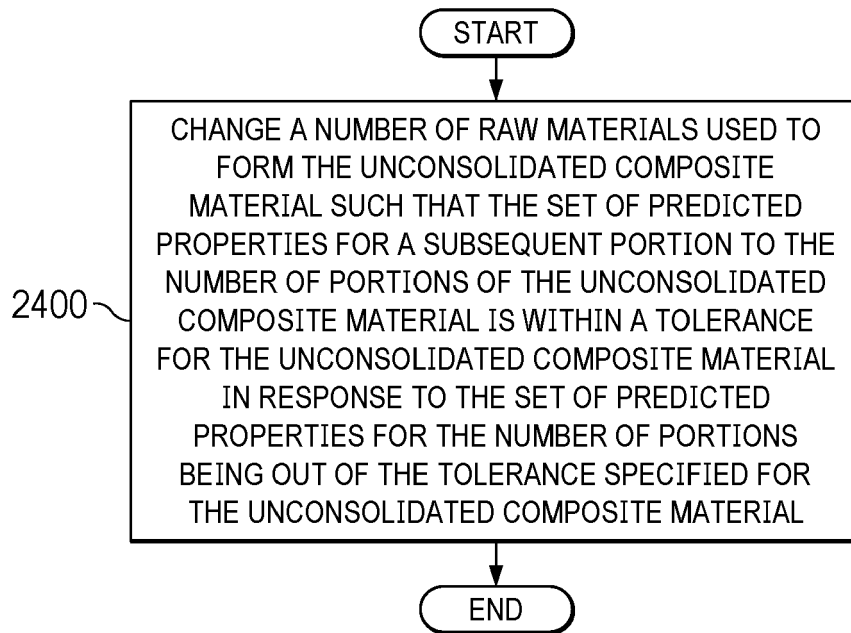 START
CHANGE A NUMBER OF RAW MATERIALS USED TO
FORM THE UNCONSOLIDATED COMPOSITE
MATERIAL SUCH THAT THE SET OF PREDICTED
PROPERTIES FOR A SUBSEQUENT PORTION TO THE
NUMBER OF PORTIONS OF THE UNCONSOLIDATED
COMPOSITE MATERIAL IS WITHIN A TOLERANCE
FOR THE UNCONSOLIDATED COMPOSITE MATERIAL
IN RESPONSE TO THE SET OF PREDICTED
PROPERTIES FOR THE NUMBER OF PORTIONS
BEING OUT OF THE TOLERANCE SPECIFIED FOR
THE UNCONSOLIDATED COMPOSITE MATERIAL
2400
END